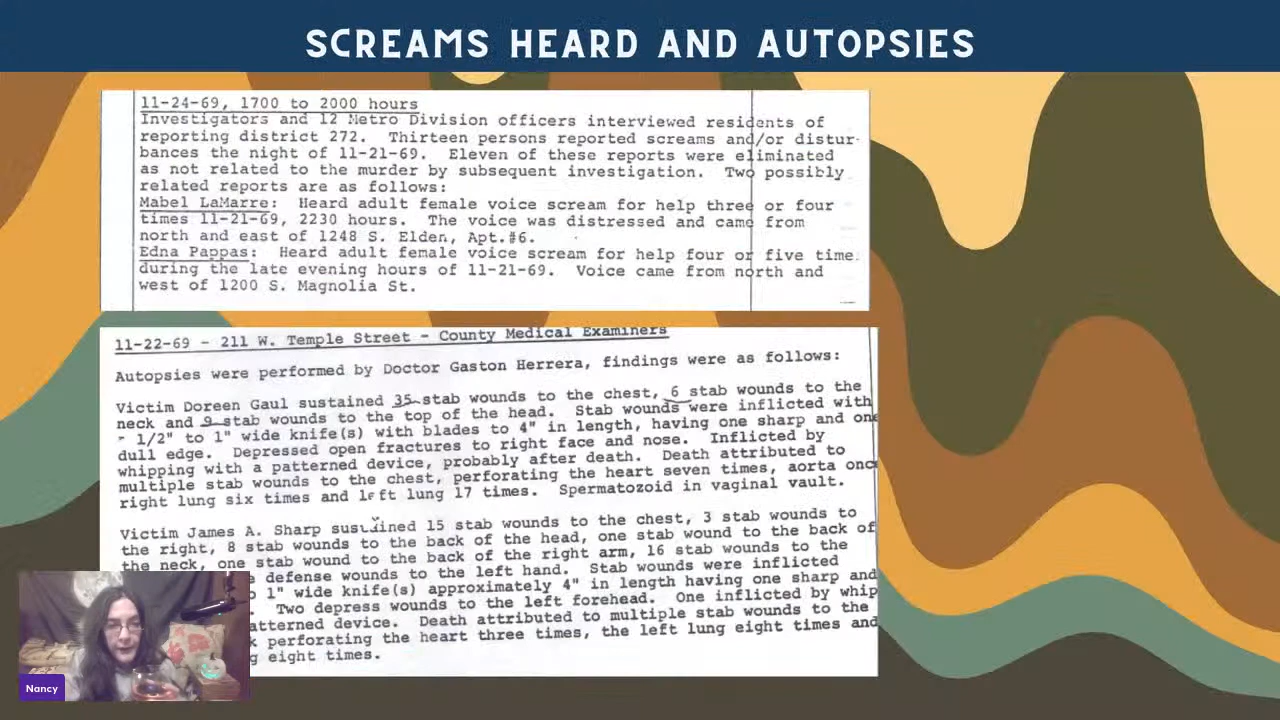 SCREAMS HEARD AND AUTOPSIES
11-24-69, 1700 to 2000 hours
Investigators and 12 Metro Division officers interviewed residents of
reporting district 272. Thirteen persons reported screams and/or distur-
bances the night of 11-21-69. Eleven of these reports were eliminated
as not related to the murder by subsequent investigation. Two possibly
related reports are as follows:
Mabel LaMarre: Heard adult female voice scream for help three or four
times 11-21-69, 2230 hours. The voice was distressed and came from
north and east of 1248 S. Elden, Apt.#6.
Edna Pappas: Heard adult female voice scream for help four or five time
during the late evening hours of 11-21-69. Voice came from north and
west of 1200 S. Magnolia St.
11-22-69 - 211 W. Temple Street - County Medical Examiners
Autopsies were performed by Doctor Gaston Herrera, findings were as follows:
Victim Doreen Gaul sustained 35 stab wounds to the chest, 6 stab wounds to the
neck and 9 stab wounds to the top of the head. Stab wounds were inflicted with
- 1/2" to 1" wide knife(s) with blades to 4" in length, having one sharp and one
dull edge. Depressed open fractures to right face and nose. Inflicted by
whipping with a patterned device, probably after death. Death attributed to
multiple stab wounds to the chest, perforating the heart seven times, aorta once
right lung six times and left lung 17 times. Spermatozoid in vaginal vault.
Victim James A. Sharp sustained 15 stab wounds to the chest, 3 stab wounds to
the right, 8 stab wounds to the back of the head, one stab wound to the back of
the neck, one stab wound to the back of the right arm, 16 stab wounds to the
defense wounds to the left hand. Stab wounds were inflicted
1" wide knife(s) approximately 4" in length having one sharp and
. Two depress wounds to the left forehead. One inflicted by whip
atterned device. Death attributed to multiple stab wounds to the
k perforating the heart three times, the left lung eight times and
g eight times.
Nancy